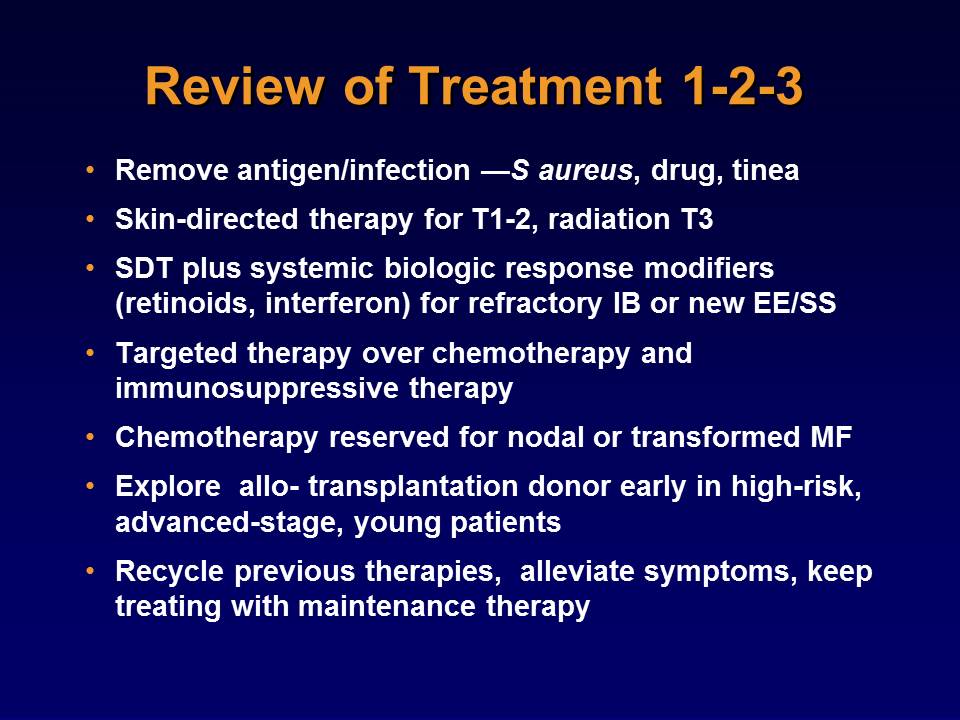 Review of Treatment 1-2-3
• Remove antigen/infection —S aureus, drug, tinea
• Skin-directed therapy for T1-2, radiation T3
• SDT plus systemic biologic response modifiers
(retinoids, interferon) for refractory IB or new EE/SS
• Targeted therapy over chemotherapy and
immunosuppressive therapy
• Chemotherapy reserved for nodal or transformed MF
• Explore  allo- transplantation donor early in high-risk,
advanced-stage, young patients
• Recycle previous therapies,  alleviate symptoms, keep
treating with maintenance therapy